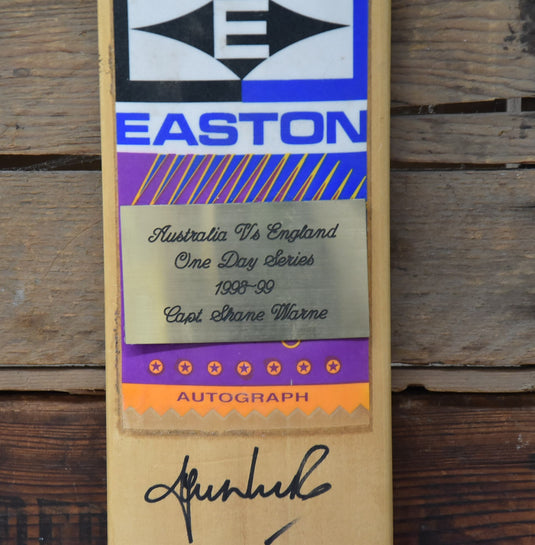 E
EASTON
Australia Vs England
One Day Series
1998-99
Capt. Shane Warne
AUTOGRAPH